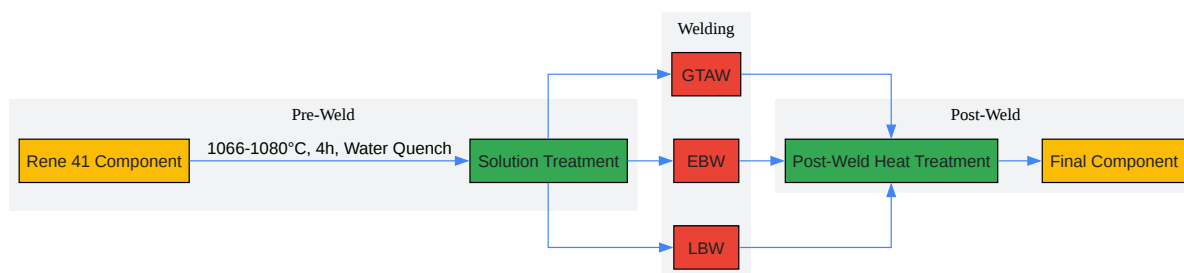 Welding
GTAW
Pre-Weld
Post-Weld
Rene 41 Component
1066-1080°C, 4h, Water Quench
Solution Treatment
EBW
Post-Weld Heat Treatment
Final Component
LBW